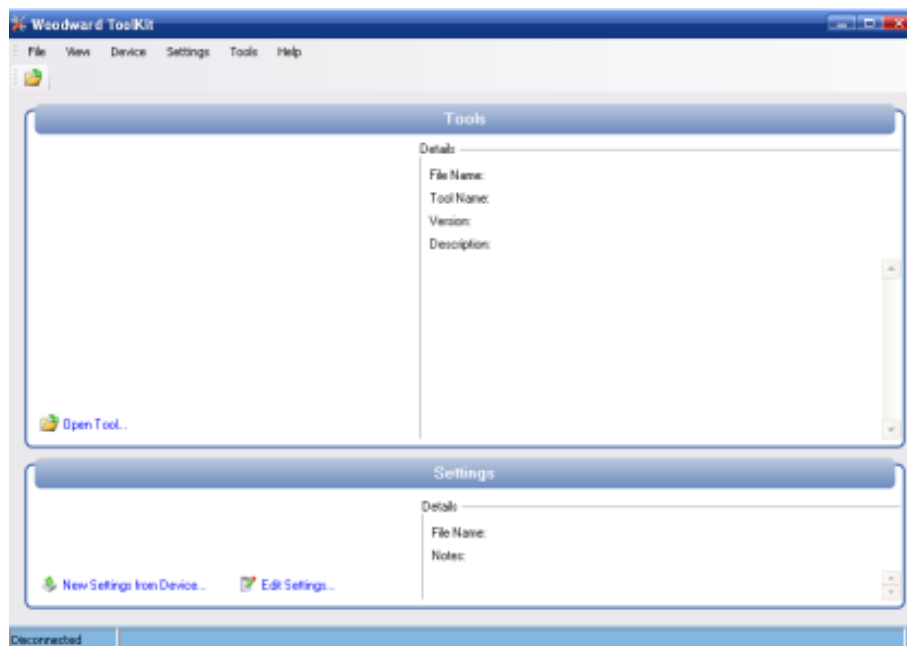 Woodward ToolKit
File View Device Settings Tools Help
Tools
Details
File Name:
Tool Name:
Version:
Description:
Open Tool...
Settings
Details
File Name:
Notes:
New Settings from Device... Edit Settings...
Disconnected